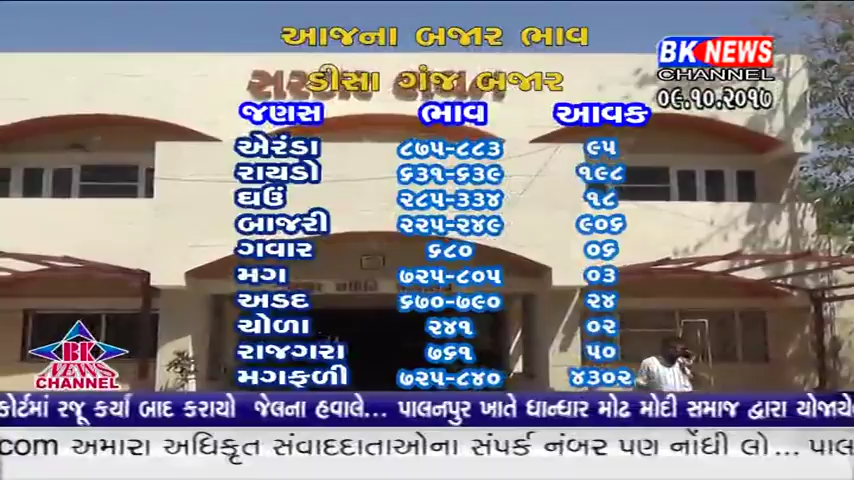 આજના બજાર ભાવ
BK NEWS
CHANNEL
ડીસા ગંજ બજાર
૦૯.૧૦.૨૦૧૭
જણસ ભાવ આવક
એરંડા ૮૭૫-૮૮૩ ૯૫
રાયડો ૬૩૧-૬૩૯ ૧૯૮
ઘઉં ૨૮૫-૩૩૪ ૧૮
બાજરી ૨૨૫-૨૪૯ ૯૦૬
ગવાર ૬૮૦ ૦૬
મગ ૭૨૫-૮૦૫ ૦૩
અડદ ૬૭૦-૭૯૦ ૨૪
ચોળા ૨૪૧ ૦૨
રાજગરા ૭૬૧ ૫૦
મગફળી ૭૨૫-૮૪૦ ૪૩૦૨
BK
NEWS
CHANNEL
કોર્ટમાં રજૂ કર્યા બાદ કરાયો જેલના હવાલે... પાલનપુર ખાતે ધાન્ધાર મોઢ મોદી સમાજ દ્વારા
com અમારા અધિકૃત સંવાદદાતાઓના સંપર્ક નંબર પણ નોંધી લો...